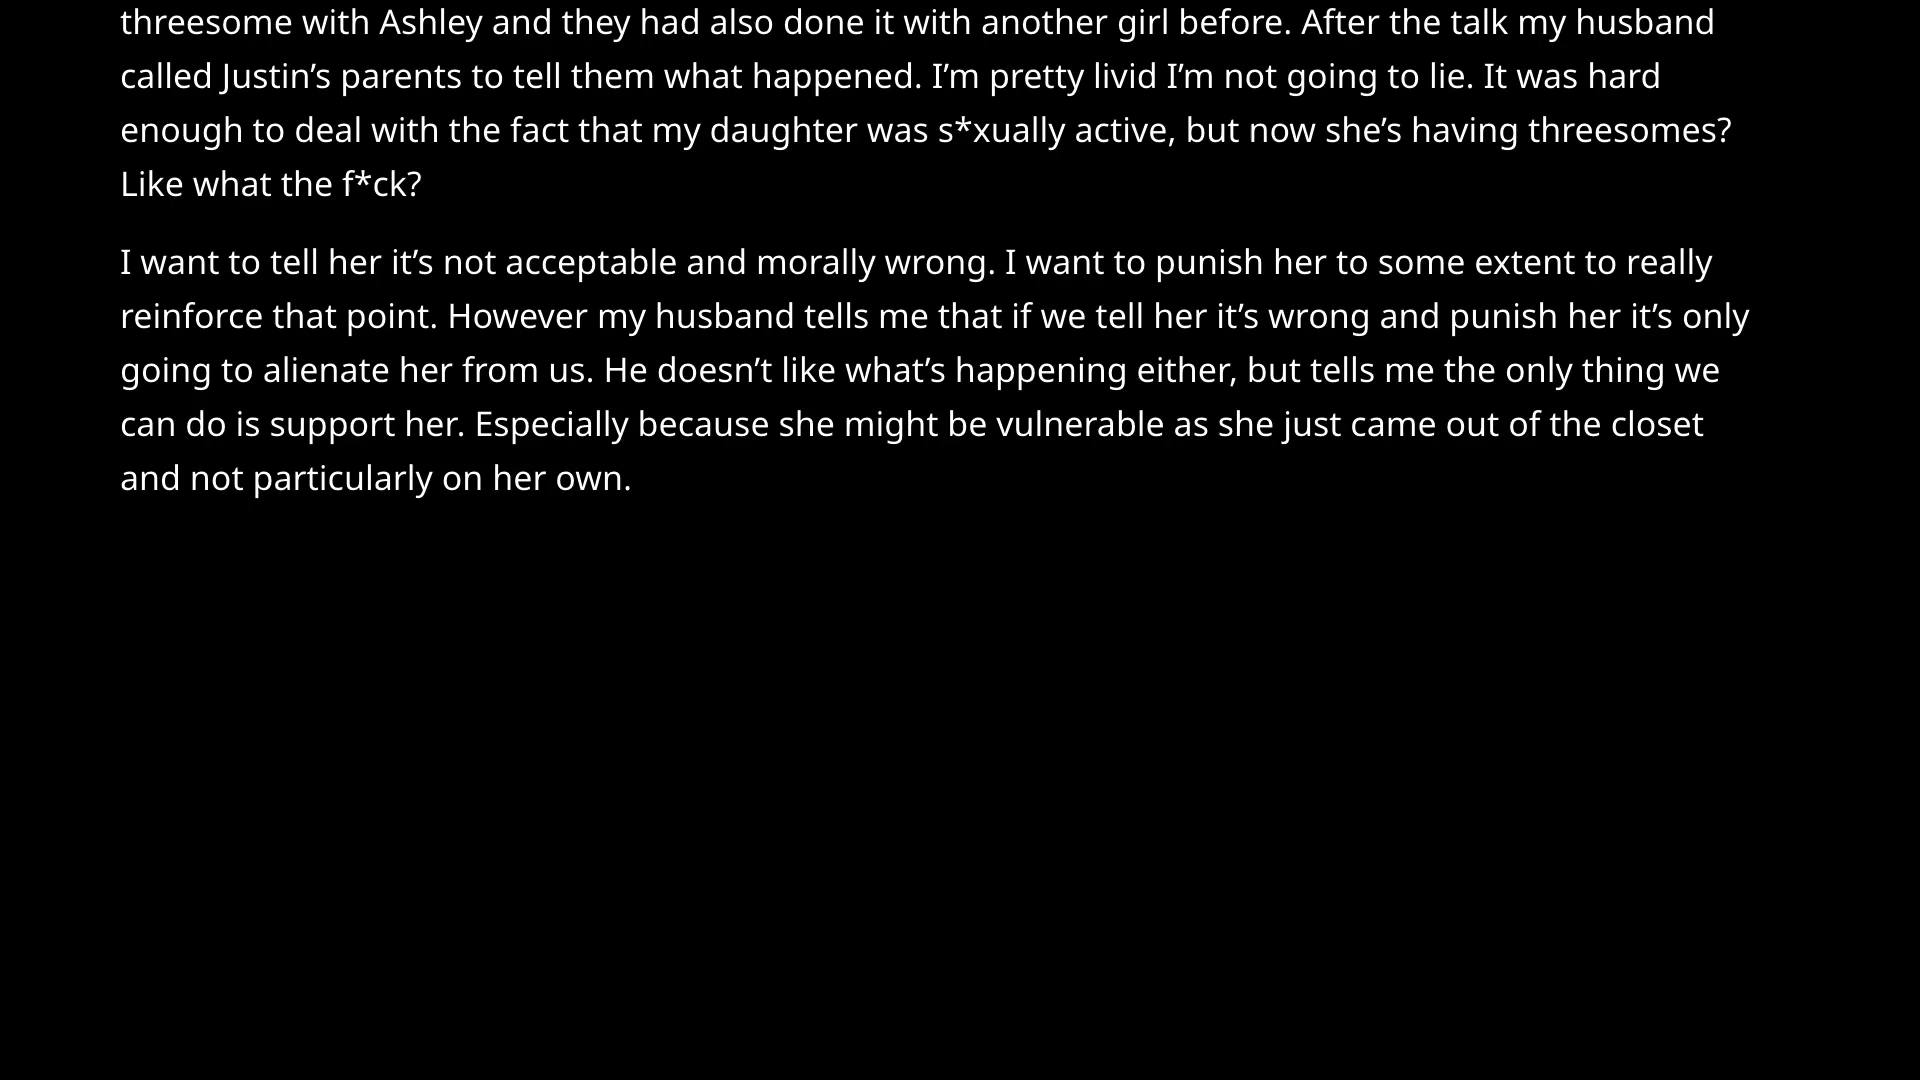 threesome with Ashley and they had also done it with another girl before. After the talk my husband
called Justin’s parents to tell them what happened. I’m pretty livid I’m not going to lie. It was hard
enough to deal with the fact that my daughter was s*xually active, but now she’s having threesomes?
Like what the f*ck?
I want to tell her it’s not acceptable and morally wrong. I want to punish her to some extent to really
reinforce that point. However my husband tells me that if we tell her it’s wrong and punish her it’s only
going to alienate her from us. He doesn’t like what’s happening either, but tells me the only thing we
can do is support her. Especially because she might be vulnerable as she just came out of the closet
and not particularly on her own.